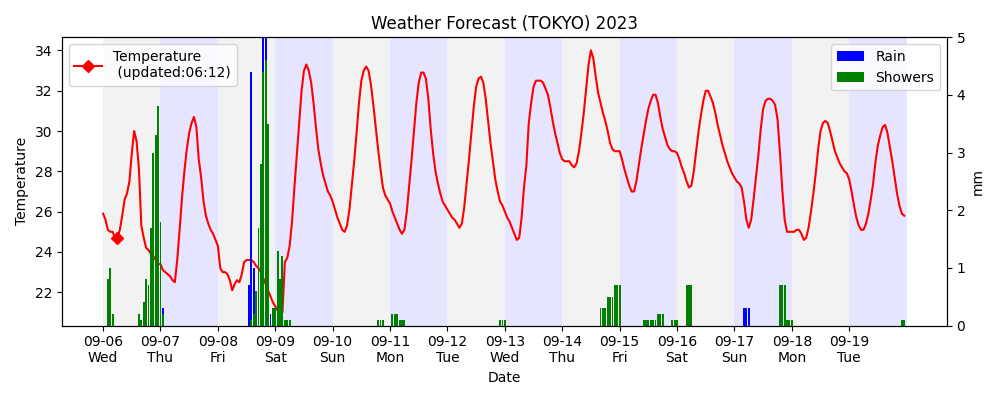 Weather Forecast (TOKYO) 2023
Temperature
(updated:06:12)
Rain
Showers
Temperature
34
32
30
28
26
24
22
5
4
3
2
1
0
mm
09-06 09-07 09-08 09-09 09-10 09-11 09-12 09-13 09-14 09-15 09-16 09-17 09-18 09-19
Wed Thu Fri Sat Sun Mon Tue Wed Thu Fri Sat Sun Mon Tue
Date